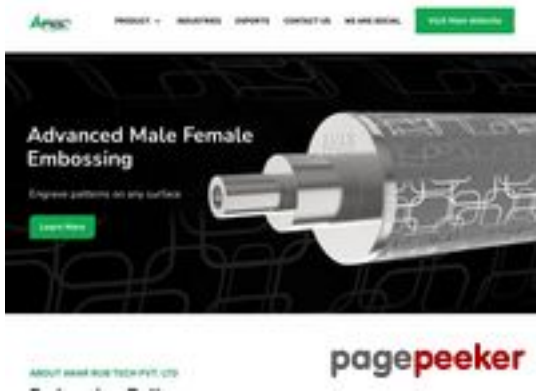 PRODUCT INDUSTRIES EXPORTS CONTACT US WE ARE SOCIAL Visit Main Website
Advanced Male Female
Embossing
Engrave patterns on any surface
Learn More
ABOUT ANAR RUB TECH PVT. LTD
pagepeeker